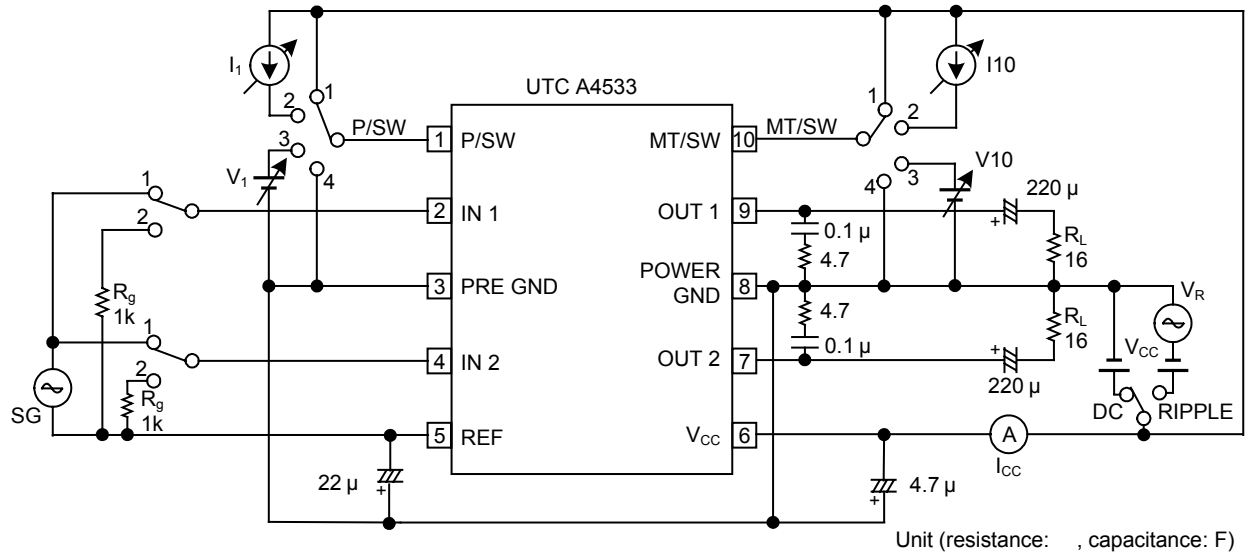 UTC A4533
I1
I10
1
2
3
4
P/SW
1
P/SW
MT/SW
10
MT/SW
1
2
3
4
V1
V10
1
2
2
IN 1
OUT 1
9
220 µ
+
0.1 µ
4.7
RL
16
3
PRE GND
POWER
GND
8
VR
Rg
1k
1
2
4
IN 2
OUT 2
7
4.7
0.1 µ
RL
16
VCC
+
220 µ
SG
Rg
1k
DC
RIPPLE
5
REF
VCC
6
A
ICC
22 µ
+
4.7 µ
+
Unit (resistance: , capacitance: F)